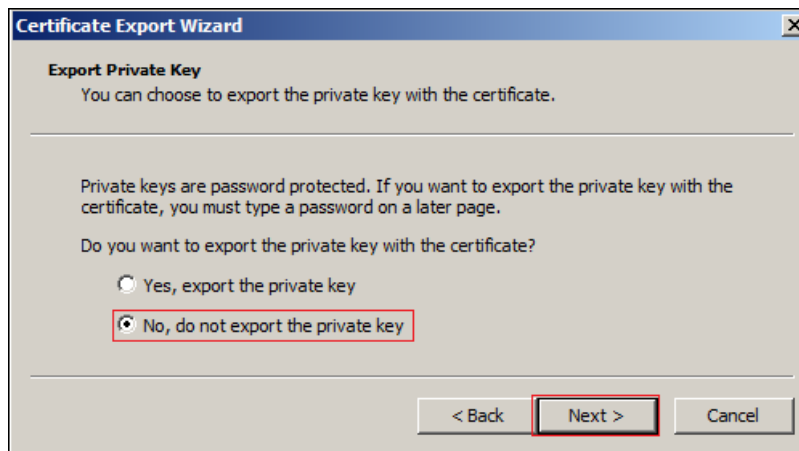 Certificate Export Wizard
Export Private Key
You can choose to export the private key with the certificate.
Private keys are password protected. If you want to export the private key with the
certificate, you must type a password on a later page.
Do you want to export the private key with the certificate?
Yes, export the private key
No, do not export the private key
< Back Next > Cancel